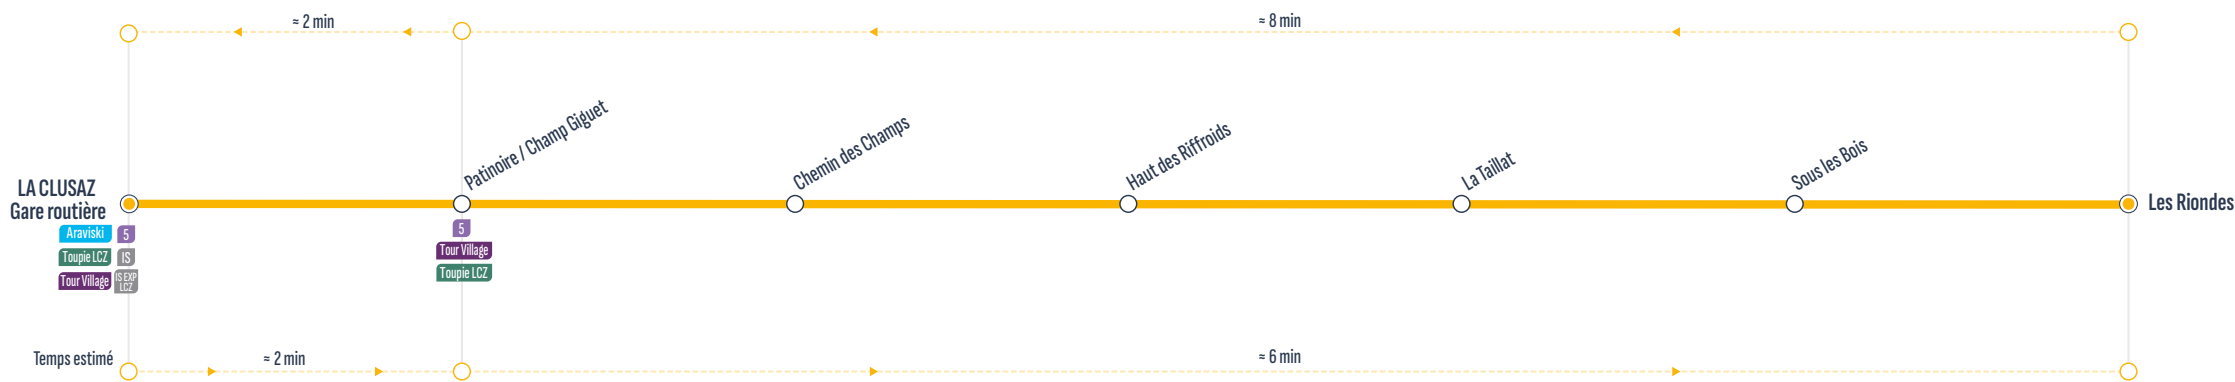 ≈ 2 min
≈ 8 min
Patinoire / Champ Giguet
Chemin des Champs
Haut des Riffroids
La Taillat
Sous les Bois
LA CLUSAZ
Gare routière
Les Riondes
Araviski 5
Toupie LCZ IS
Tour Village IS EXP
LCZ
5
Tour Village
Toupie LCZ
Temps estimé
≈ 2 min
≈ 6 min